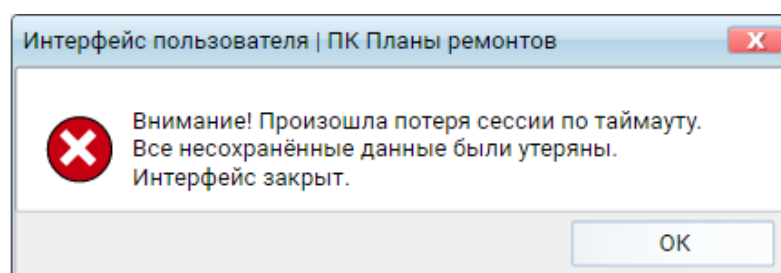 Интерфейс пользователя | ПК Планы ремонтов
Внимание! Произошла потеря сессии по таймауту.
Все несохранённые данные были утеряны.
Интерфейс закрыт.
OK